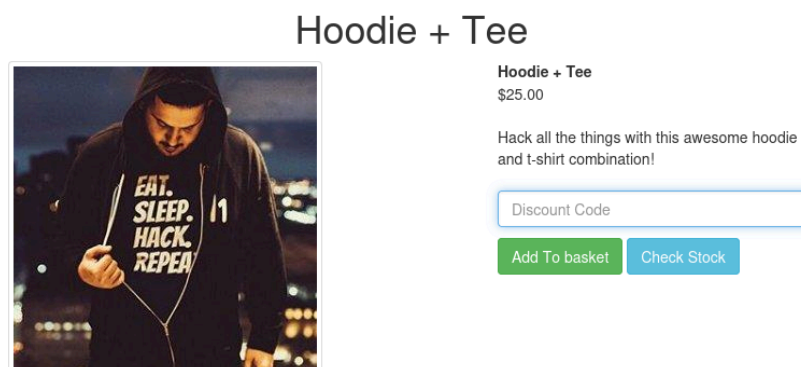 Hoodie + Tee
Hoodie + Tee
$25.00
Hack all the things with this awesome hoodie
and t-shirt combination!
Discount Code
Add To basket
Check Stock
EAT.
SLEEP.
HACK.
REPEA
11